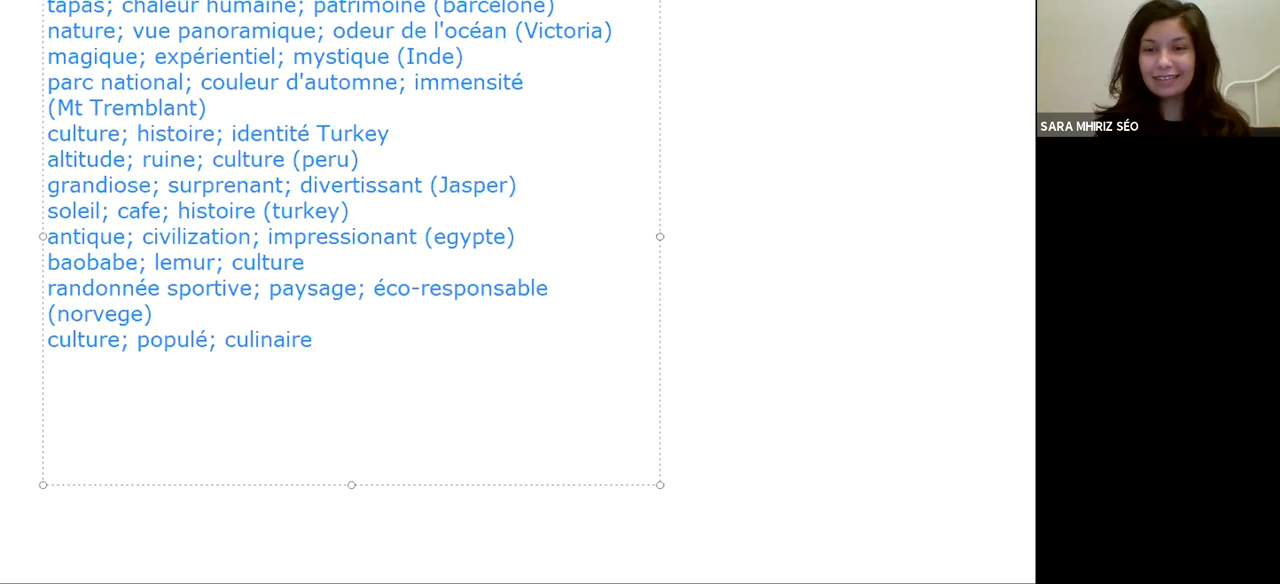 tapas; chaleur humaine; patrimoine (barcelone)
nature; vue panoramique; odeur de l'océan (Victoria)
magique; expérientiel; mystique (Inde)
parc national; couleur d'automne; immensité
(Mt Tremblant)
culture; histoire; identité Turkey
altitude; ruine; culture (peru)
grandiose; surprenant; divertissant (Jasper)
soleil; cafe; histoire (turkey)
antique; civilization; impressionant (egypte)
baobabe; lemur; culture
randonnée sportive; paysage; éco-responsable
(norvege)
culture; populé; culinaire
SARA MHIRIZ SÉO